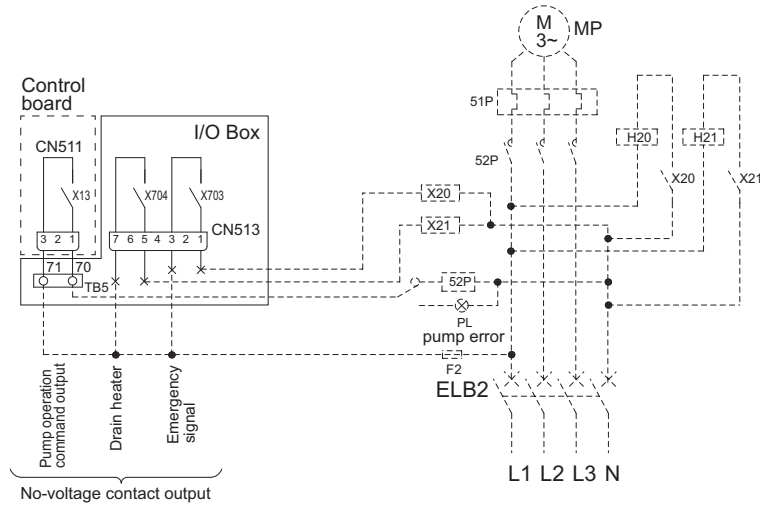 M
3~
MP
Control
board
51P
I/O Box
H20
H21
CN511
52P
X13
X704
X703
X20
X20
X21
3 2 1
7 6 5 4 3 2 1
CN513
X21
71 70
TB5
52P
PL
pump error
F2
ELB2
Pump operation
command output
Drain heater
Emergency
signal
L1 L2 L3 N
No-voltage contact output